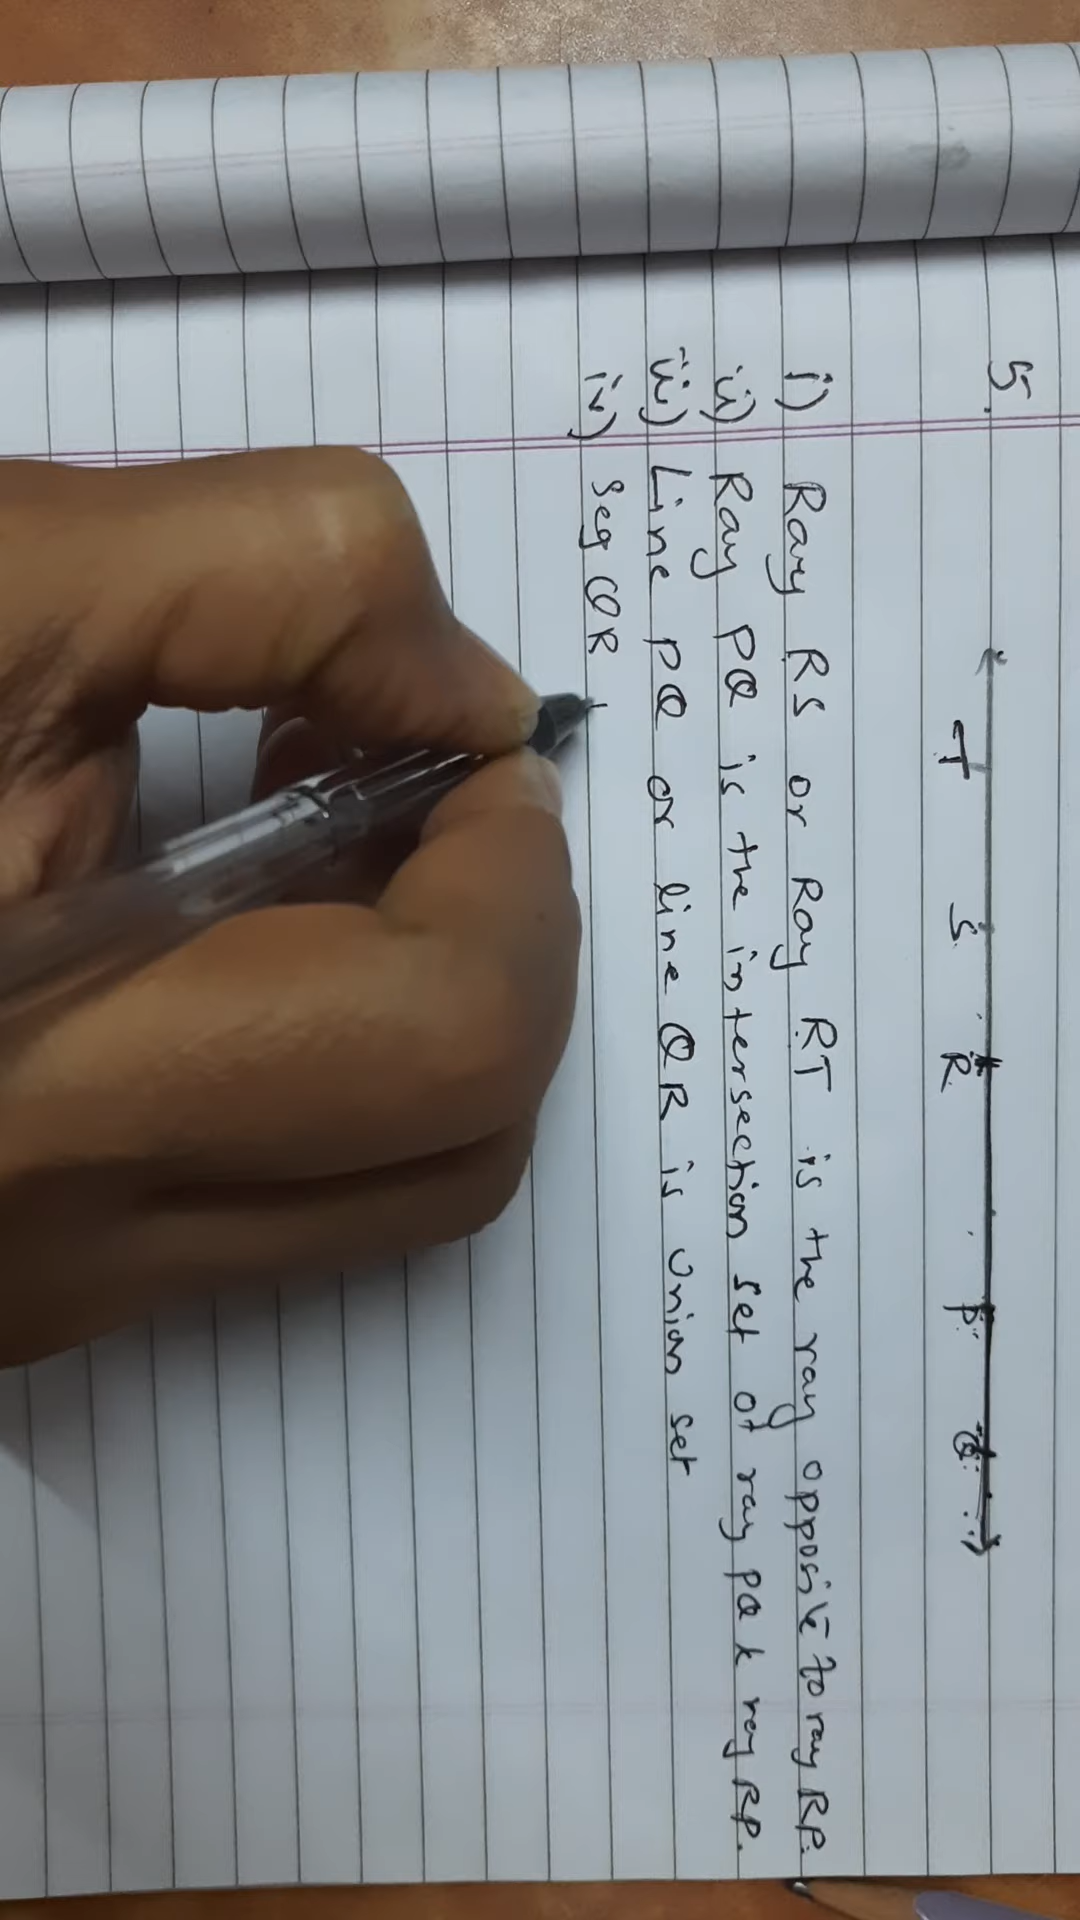 5.
T S R P Q
i) Ray RS or Ray RT is the ray opposite to ray RP.
ii) Ray PQ is the intersection set of ray PQ & ray RP.
iii) Line PQ or line QR is union set
iv) Seg QR